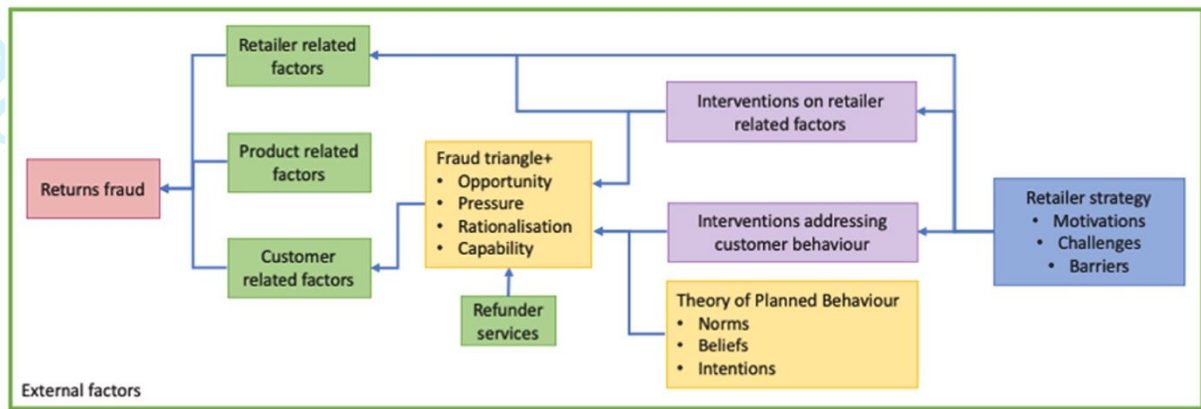 Retailer related
factors
Product related
factors
Customer
related factors
Returns fraud
Fraud triangle+
• Opportunity
• Pressure
• Rationalisation
• Capability
Refunder
services
Interventions on retailer
related factors
Interventions addressing
customer behaviour
Theory of Planned Behaviour
• Norms
• Beliefs
• Intentions
Retailer strategy
• Motivations
• Challenges
• Barriers
External factors